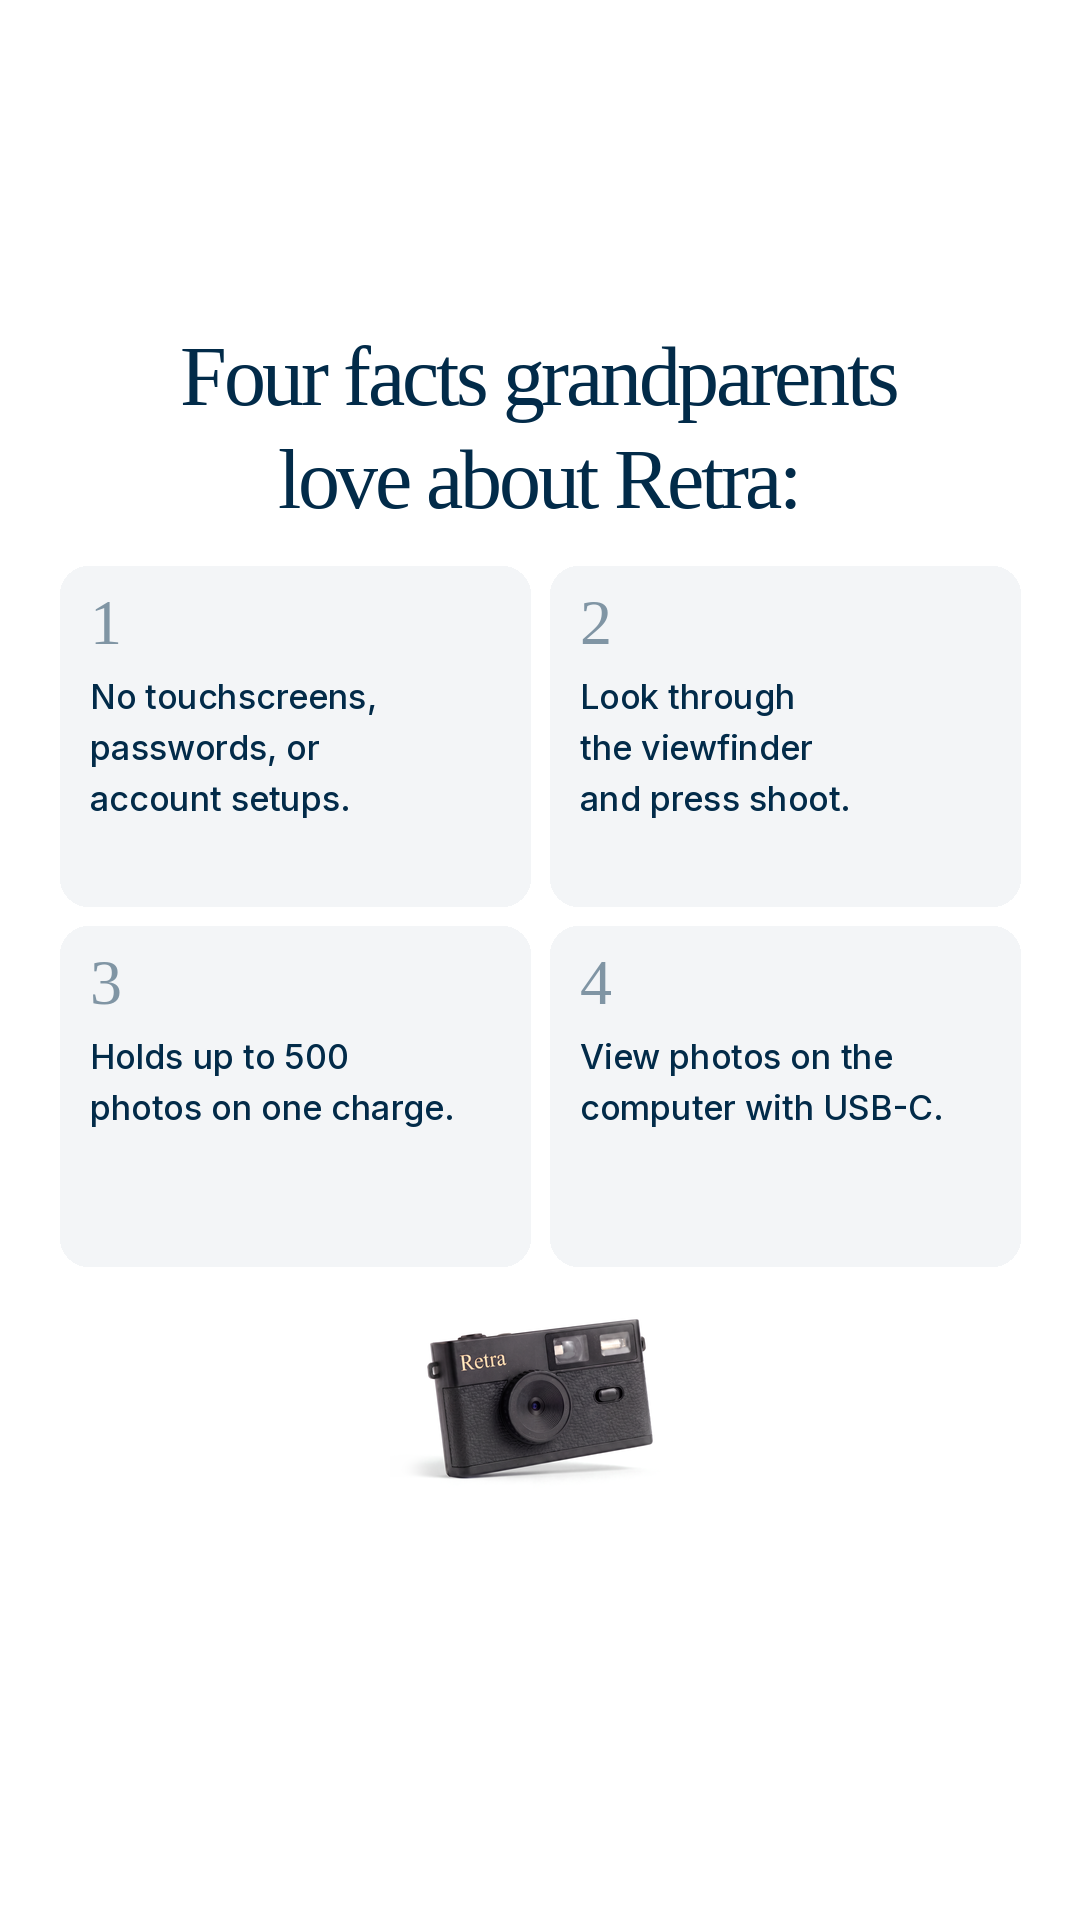 Four facts grandparents
love about Retra:
1
No touchscreens,
passwords, or
account setups.
2
Look through
the viewfinder
and press shoot.
3
Holds up to 500
photos on one charge.
4
View photos on the
computer with USB-C.
Retra